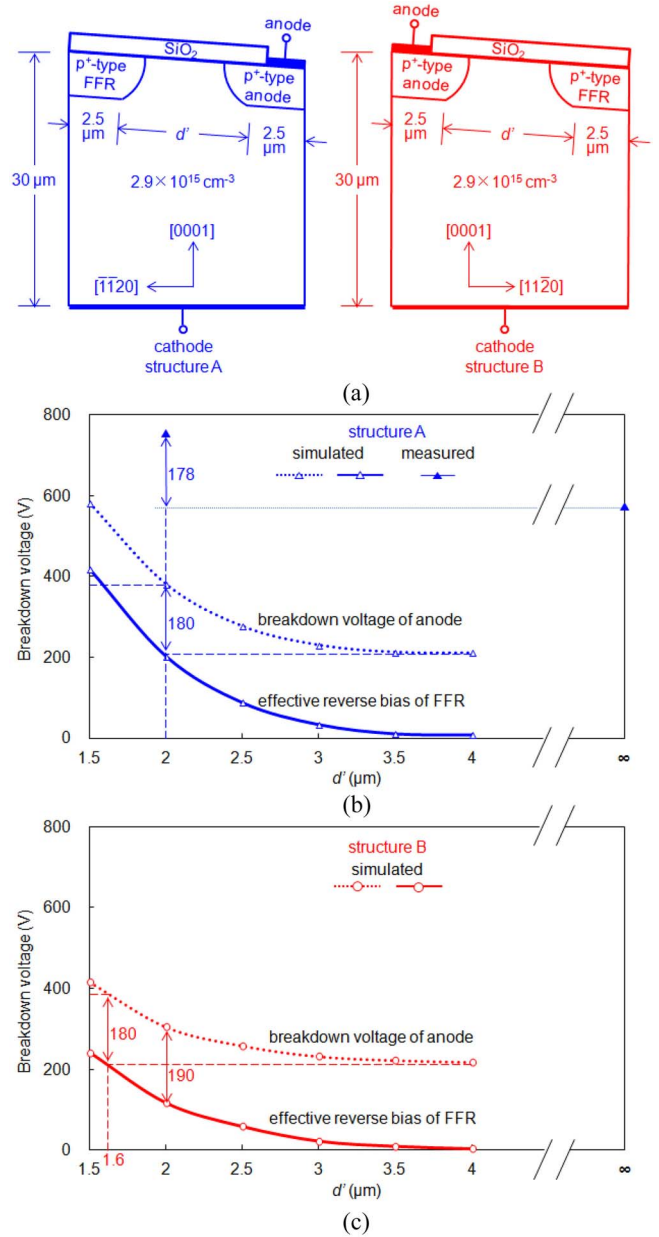 anode
SiO2
p+-type FFR
p+-type anode
2.5 μm
d'
2.5 μm
30 μm
2.9×10^15 cm-3
[0001]
[1̅1̅20]
cathode
structure A
anode
SiO2
p+-type anode
p+-type FFR
2.5 μm
d'
2.5 μm
30 μm
2.9×10^15 cm-3
[0001]
[112̅0]
cathode
structure B
(a)
800
600
400
200
0
Breakdown voltage (V)
structure A
simulated
measured
178
180
breakdown voltage of anode
effective reverse bias of FFR
1.5
2
2.5
3
3.5
4
∞
d' (μm)
(b)
800
600
400
200
0
Breakdown voltage (V)
structure B
simulated
180
190
breakdown voltage of anode
effective reverse bias of FFR
1.6
1.5
2
2.5
3
3.5
4
∞
d' (μm)
(c)